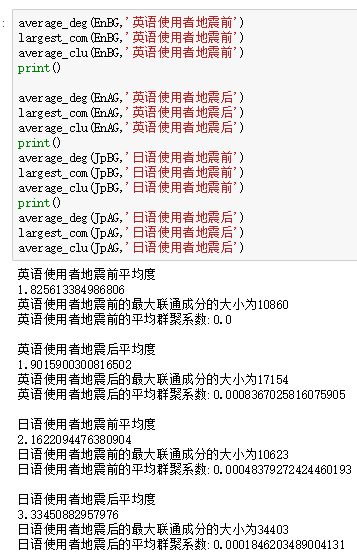 :
average_deg(EnBG,'英语使用者地震前')
largest_com(EnBG,'英语使用者地震前')
average_clu(EnBG,'英语使用者地震前')
print()
average_deg(EnAG,'英语使用者地震后')
largest_com(EnAG,'英语使用者地震后')
average_clu(EnAG,'英语使用者地震后')
print()
average_deg(JpBG,'日语使用者地震前')
largest_com(JpBG,'日语使用者地震前')
average_clu(JpBG,'日语使用者地震前')
print()
average_deg(JpAG,'日语使用者地震后')
largest_com(JpAG,'日语使用者地震后')
average_clu(JpAG,'日语使用者地震后')
英语使用者地震前平均度
1.825613384986806
英语使用者地震前的最大联通成分的大小为10860
英语使用者地震前的平均群聚系数:0.0
英语使用者地震后平均度
1.9015900300816502
英语使用者地震后的最大联通成分的大小为17154
英语使用者地震后的平均群聚系数:0.0008367025816075905
日语使用者地震前平均度
2.1622094476380904
日语使用者地震前的最大联通成分的大小为10623
日语使用者地震前的平均群聚系数:0.00048379272424460193
日语使用者地震后平均度
3.33450882957976
日语使用者地震后的最大联通成分的大小为34403
日语使用者地震后的平均群聚系数:0.0001846203489004131